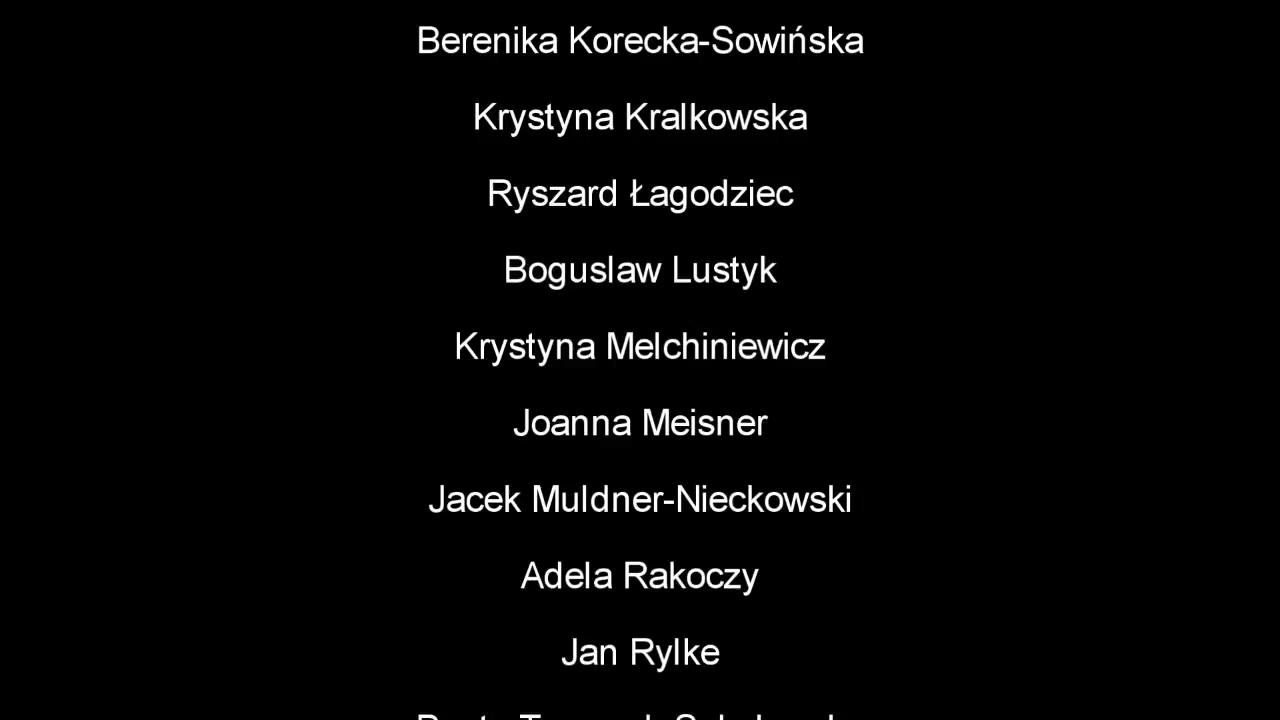 Berenika Korecka-Sowińska
Krystyna Kralkowska
Ryszard Łagodziec
Boguslaw Lustyk
Krystyna Melchiniewicz
Joanna Meisner
Jacek Muldner-Nieckowski
Adela Rakoczy
Jan Rylke